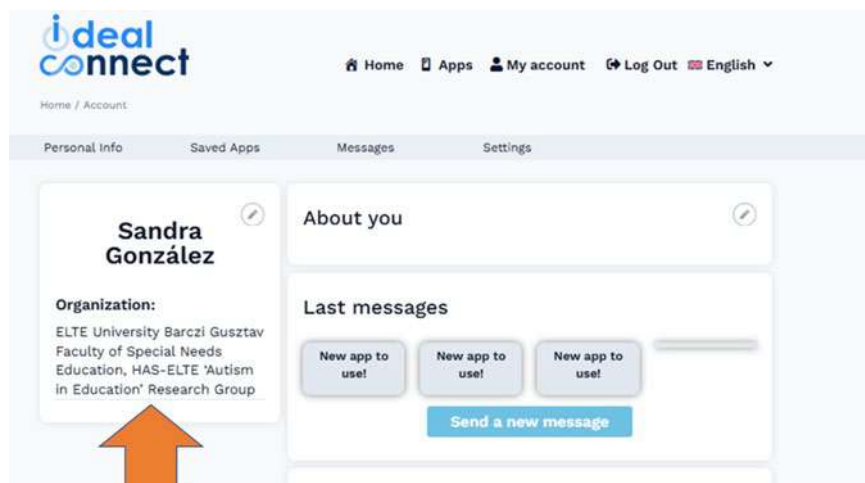 ideal
connect
Home Apps My account Log Out English
Home / Account
Personal Info Saved Apps Messages Settings
Sandra
González
Organization:
ELTE University Barczi Gusztav
Faculty of Special Needs
Education, HAS-ELTE ‘Autism
in Education’ Research Group
About you
Last messages
New app to
use!
New app to
use!
New app to
use!
Send a new message